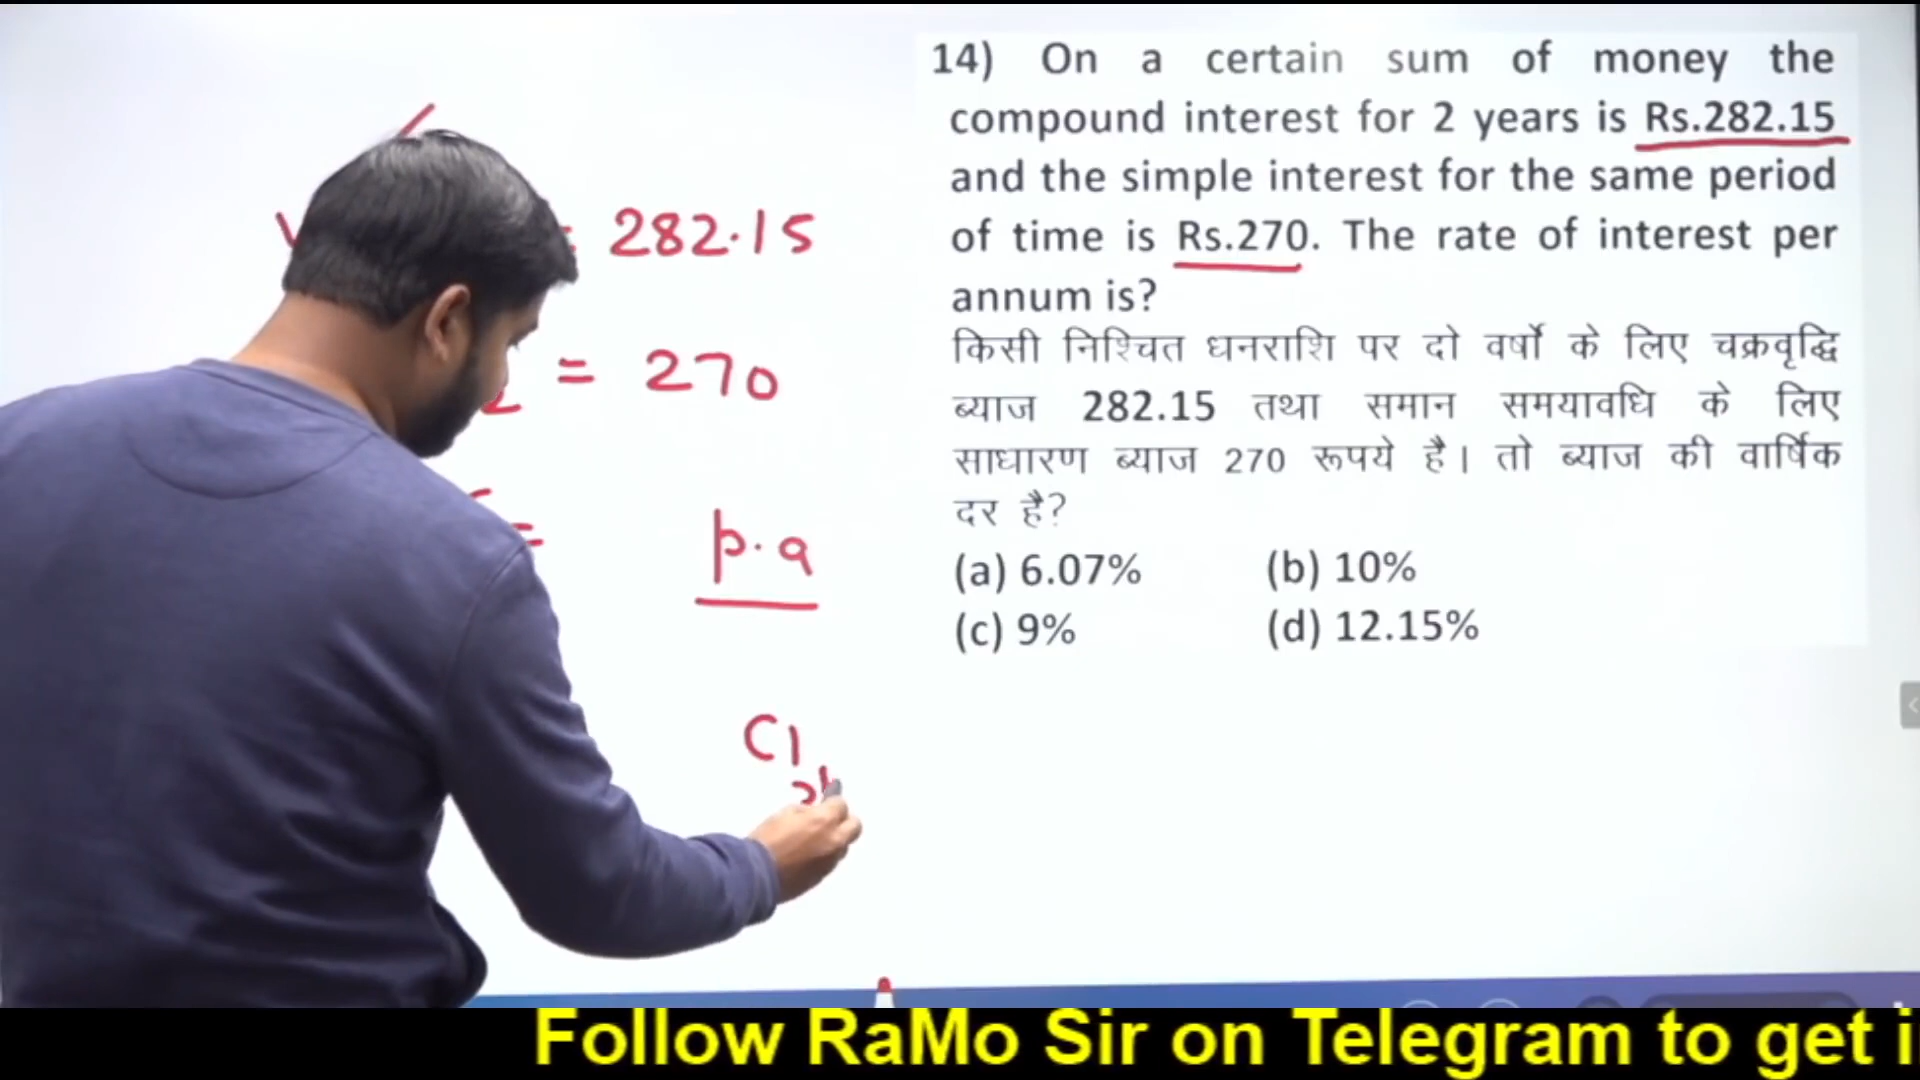 14) On a certain sum of money the
compound interest for 2 years is Rs.282.15
and the simple interest for the same period
of time is Rs.270. The rate of interest per
annum is?
किसी निश्चित धनराशि पर दो वर्षो के लिए चक्रवृद्धि
ब्याज 282.15 तथा समान समयावधि के लिए
साधारण ब्याज 270 रूपये है। तो ब्याज की वार्षिक
दर है?
(a) 6.07% (b) 10%
(c) 9% (d) 12.15%
= 282.15
= 270
= p.a
CI
Follow RaMo Sir on Telegram to get i